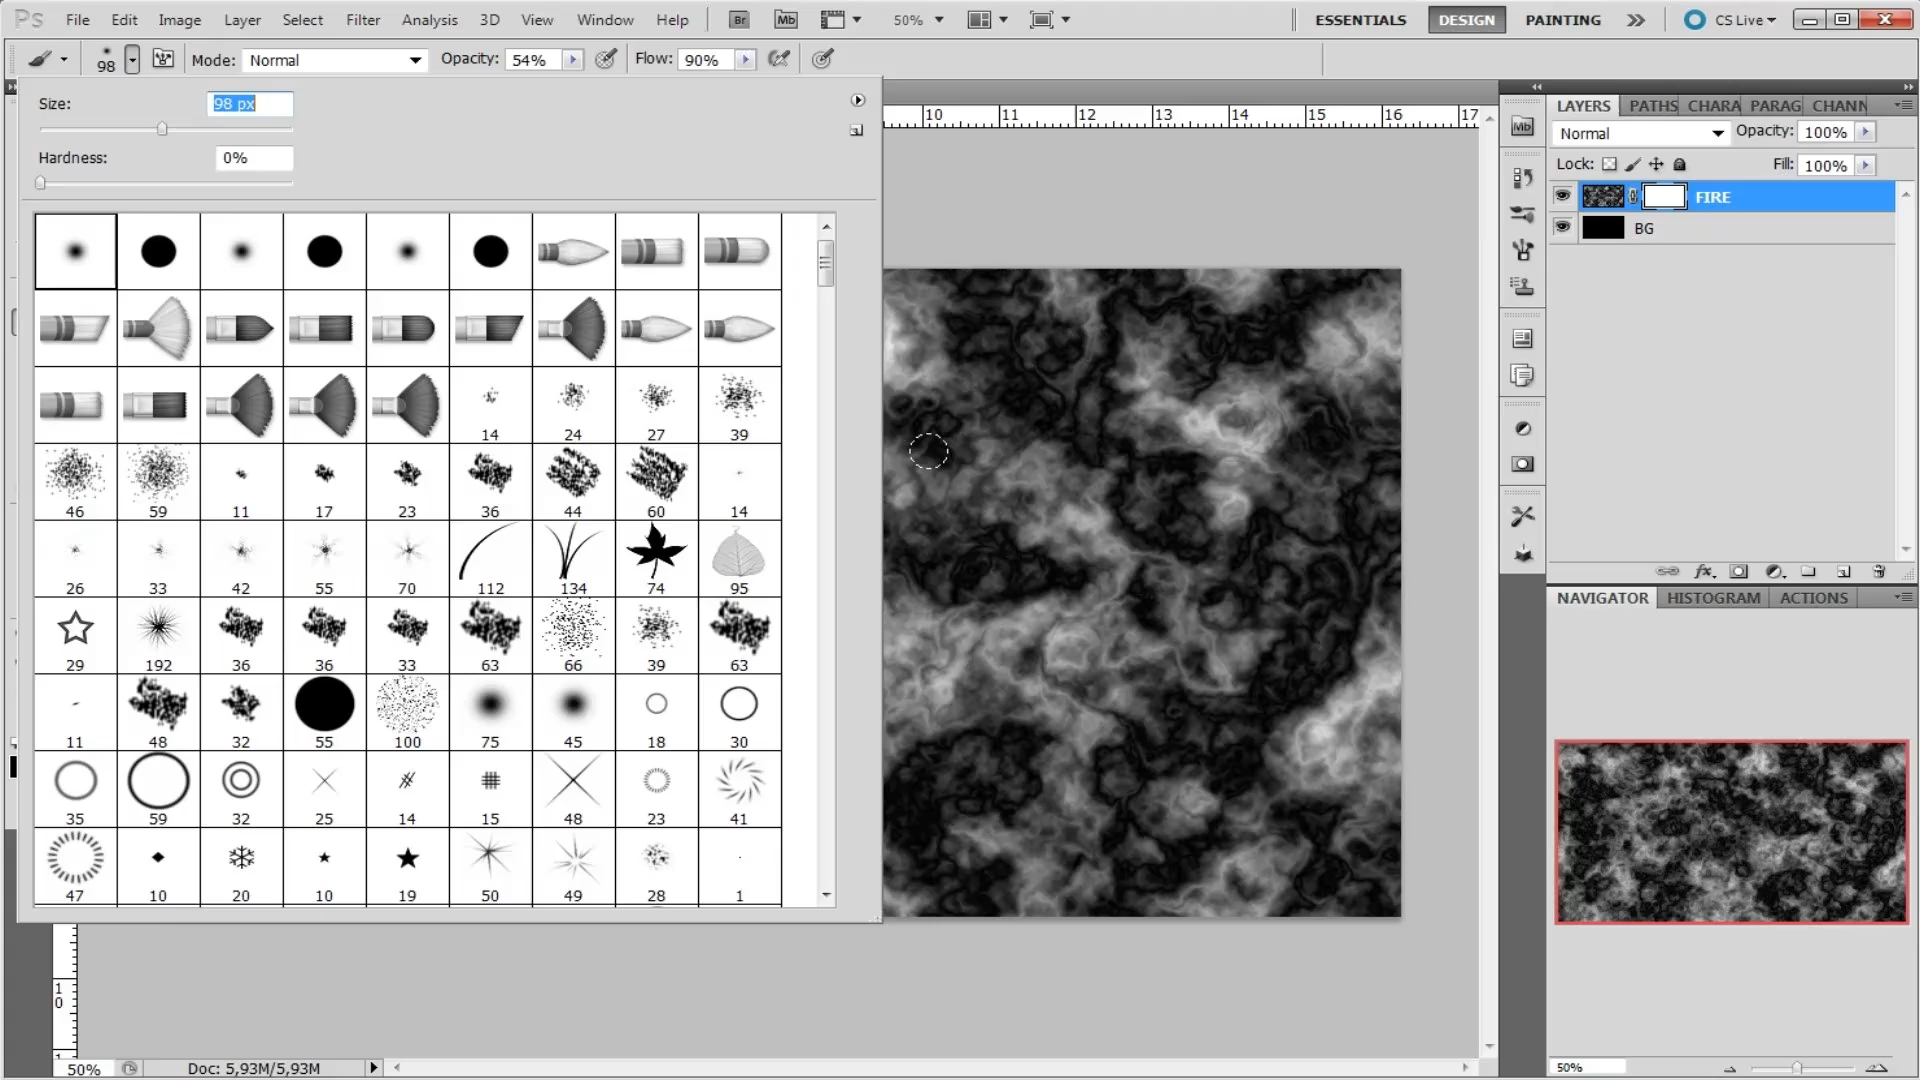 Ps File Edit Image Layer Select Filter Analysis 3D View Window Help Br Mb 50% ESSENTIALS DESIGN PAINTING CS Live
98 Mode: Normal Opacity: 54% Flow: 90%
Size: 98 px
Hardness: 0%
10 11 12 13 14 15 16 17
LAYERS PATHS CHARA PARAG CHANN
Mb Normal Opacity: 100%
Lock: Fill: 100%
FIRE
BG
14 24 27 39
46 59 11 17 23 36 44 60 14
26 33 42 55 70 112 134 74 95
29 192 36 36 33 63 66 39 63
11 48 32 55 100 75 45 18 30
35 59 32 25 14 15 48 23 41
47 10 20 10 19 50 49 28 1
fx
NAVIGATOR HISTOGRAM ACTIONS
1
0
1
50% Doc: 5,93M/5,93M
50%